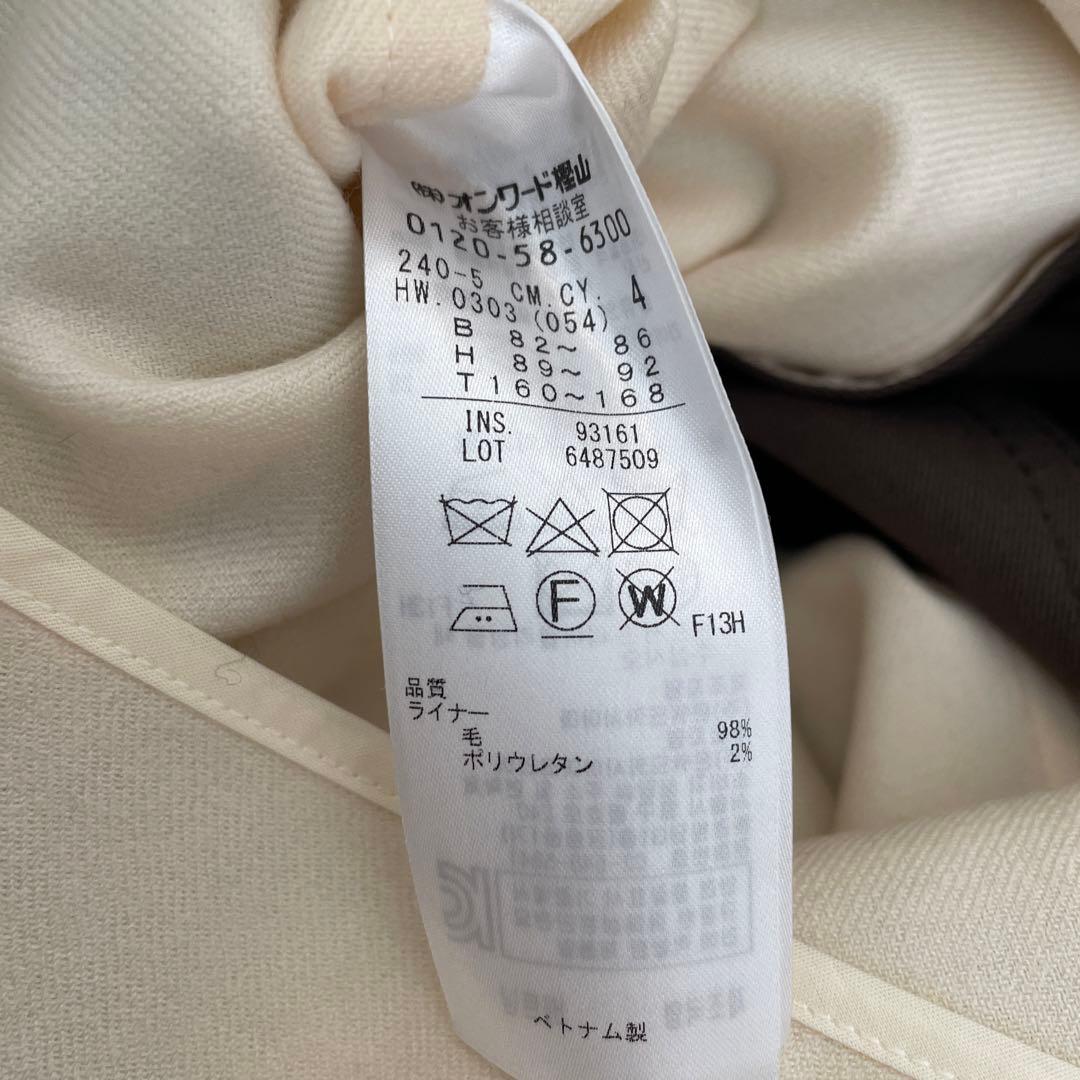 ㈱オンワード樫山
お客様相談室
0120-58-6300
240-5 CM.CY. 4
HW.0303(054)
B 82～ 86
H 89～ 92
T 160～168
INS. 93161
LOT 6487509
F W F13H
品質
ライナー
毛 98%
ポリウレタン 2%
ベトナム製